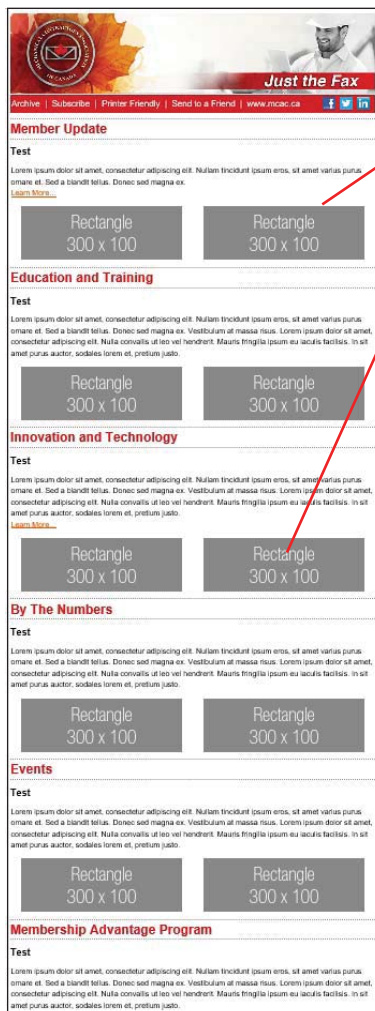 MECHANICAL CONTRACTORS ASSOCIATION
OF CANADA
Just the Fax
Archive | Subscribe | Printer Friendly | Send to a Friend | www.mcac.ca
Member Update
Test
Lorem ipsum dolor sit amet, consectetur adipiscing elit. Nullam tincidunt ipsum eros, sit amet varius purus
ornare et. Sed a blandit tellus. Donec sed magna ex.
Learn More...
Rectangle
300 x 100
Rectangle
300 x 100
Education and Training
Test
Lorem ipsum dolor sit amet, consectetur adipiscing elit. Nullam tincidunt ipsum eros, sit amet varius purus
ornare et. Sed a blandit tellus. Donec sed magna ex. Vestibulum at massa risus. Lorem ipsum dolor sit amet,
consectetur adipiscing elit. Nulla convallis ut leo vel hendrerit. Mauris fringilla ipsum eu iaculis facilisis. In sit
amet purus auctor, sodales lorem et, pretium justo.
Rectangle
300 x 100
Rectangle
300 x 100
Innovation and Technology
Test
Lorem ipsum dolor sit amet, consectetur adipiscing elit. Nullam tincidunt ipsum eros, sit amet varius purus
ornare et. Sed a blandit tellus. Donec sed magna ex. Vestibulum at massa risus. Lorem ipsum dolor sit amet,
consectetur adipiscing elit. Nulla convallis ut leo vel hendrerit. Mauris fringilla ipsum eu iaculis facilisis. In sit
amet purus auctor, sodales lorem et, pretium justo.
Learn More...
Rectangle
300 x 100
Rectangle
300 x 100
By The Numbers
Test
Lorem ipsum dolor sit amet, consectetur adipiscing elit. Nullam tincidunt ipsum eros, sit amet varius purus
ornare et. Sed a blandit tellus. Donec sed magna ex. Vestibulum at massa risus. Lorem ipsum dolor sit amet,
consectetur adipiscing elit. Nulla convallis ut leo vel hendrerit. Mauris fringilla ipsum eu iaculis facilisis. In sit
amet purus auctor, sodales lorem et, pretium justo.
Rectangle
300 x 100
Rectangle
300 x 100
Events
Test
Lorem ipsum dolor sit amet, consectetur adipiscing elit. Nullam tincidunt ipsum eros, sit amet varius purus
ornare et. Sed a blandit tellus. Donec sed magna ex. Vestibulum at massa risus. Lorem ipsum dolor sit amet,
consectetur adipiscing elit. Nulla convallis ut leo vel hendrerit. Mauris fringilla ipsum eu iaculis facilisis. In sit
amet purus auctor, sodales lorem et, pretium justo.
Rectangle
300 x 100
Rectangle
300 x 100
Membership Advantage Program
Test
Lorem ipsum dolor sit amet, consectetur adipiscing elit. Nullam tincidunt ipsum eros, sit amet varius purus
ornare et. Sed a blandit tellus. Donec sed magna ex. Vestibulum at massa risus. Lorem ipsum dolor sit amet,
consectetur adipiscing elit. Nulla convallis ut leo vel hendrerit. Mauris fringilla ipsum eu iaculis facilisis. In sit
amet purus auctor, sodales lorem et, pretium justo.